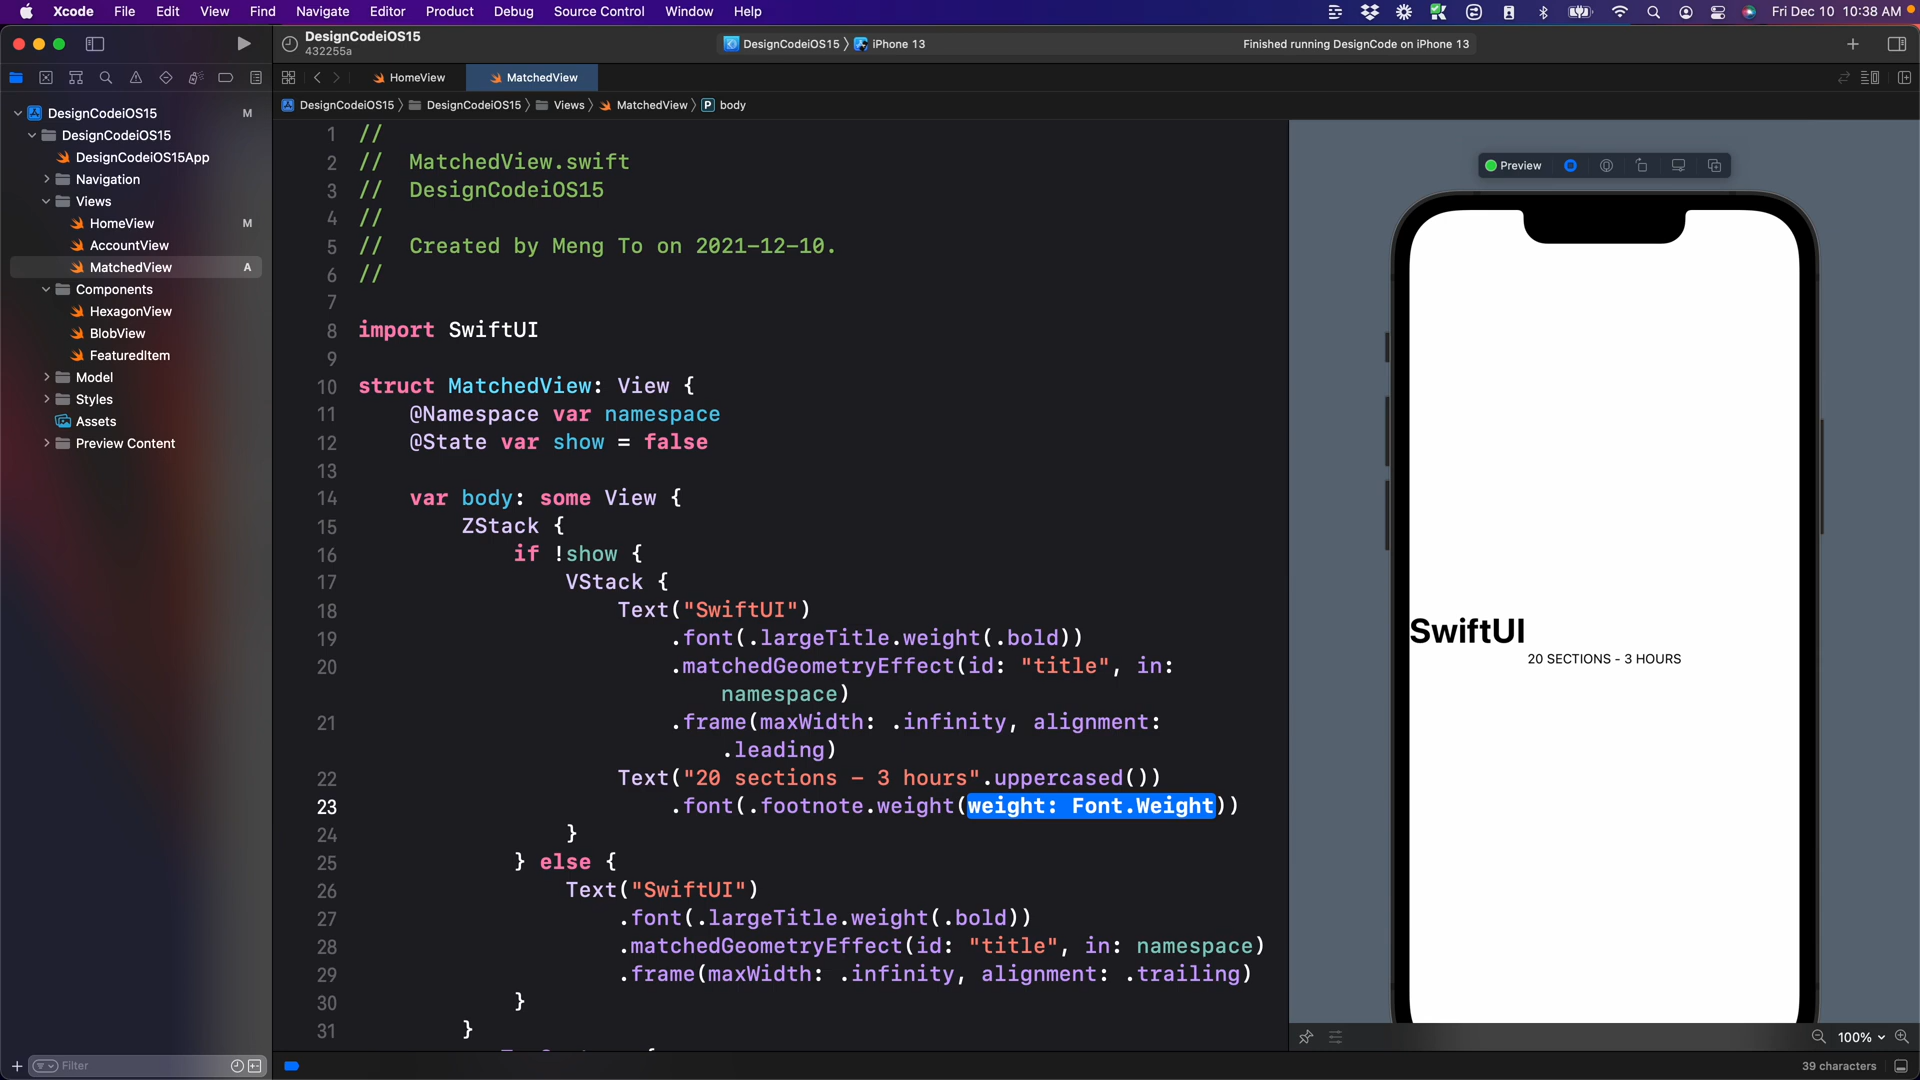 Xcode File Edit View Find Navigate Editor Product Debug Source Control Window Help
Fri Dec 10 10:38 AM
DesignCodeiOS15
432255a
DesignCodeiOS15 〉 iPhone 13
Finished running DesignCode on iPhone 13
HomeView
MatchedView
DesignCodeiOS15 〉 DesignCodeiOS15 〉 Views 〉 MatchedView 〉 P body
DesignCodeiOS15 M
DesignCodeiOS15
DesignCodeiOS15App
Navigation
Views
HomeView M
AccountView
MatchedView A
Components
HexagonView
BlobView
FeaturedItem
Model
Styles
Assets
Preview Content
Filter
1 //
2 // MatchedView.swift
3 // DesignCodeiOS15
4 //
5 // Created by Meng To on 2021-12-10.
6 //
7
8 import SwiftUI
9
10 struct MatchedView: View {
11 @Namespace var namespace
12 @State var show = false
13
14 var body: some View {
15 ZStack {
16 if !show {
17 VStack {
18 Text("SwiftUI")
19 .font(.largeTitle.weight(.bold))
20 .matchedGeometryEffect(id: "title", in:
namespace)
21 .frame(maxWidth: .infinity, alignment:
.leading)
22 Text("20 sections - 3 hours".uppercased())
23 .font(.footnote.weight(weight: Font.Weight))
24 }
25 } else {
26 Text("SwiftUI")
27 .font(.largeTitle.weight(.bold))
28 .matchedGeometryEffect(id: "title", in: namespace)
29 .frame(maxWidth: .infinity, alignment: .trailing)
30 }
31 }
Preview
SwiftUI
20 SECTIONS - 3 HOURS
100%
39 characters